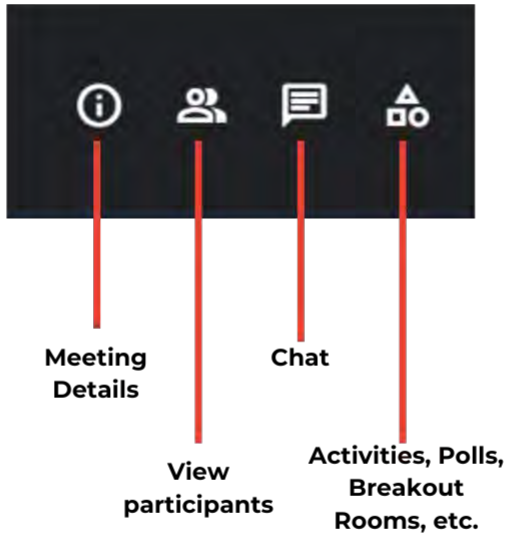 Meeting
Details
Chat
View
participants
Activities, Polls,
Breakout
Rooms, etc.